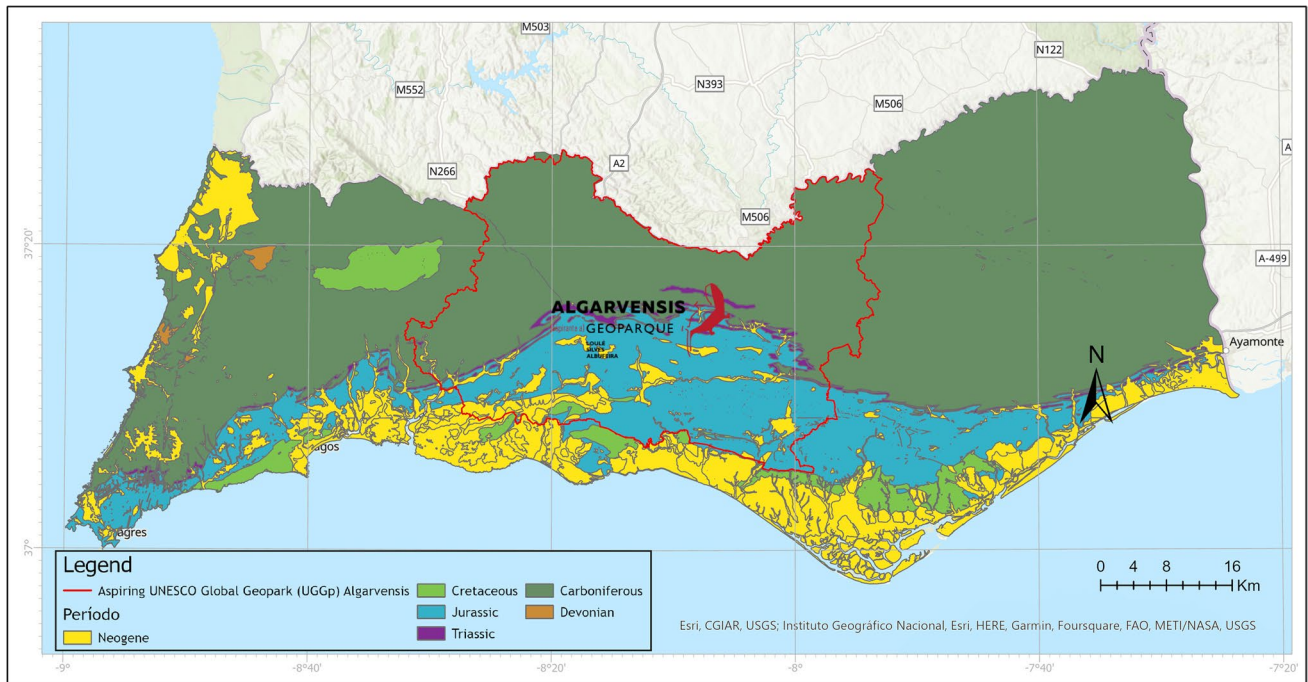 M503
N122
M552
N393
M506
A2
N266
M506
A-499
37°20'
ALGARVENSIS
GEOPARQUE
LOULÉ
SILVES
ALBUFEIRA
N
Ayamonte
agos
agres
37°
0 4 8 16
Km
Legend
Aspiring UNESCO Global Geopark (UGGp) Algarvensis
Período
Neogene
Cretaceous
Jurassic
Triassic
Carboniferous
Devonian
Esri, CGIAR, USGS; Instituto Geográfico Nacional, Esri, HERE, Garmin, Foursquare, FAO, METI/NASA, USGS
-9° -8°40' -8°20' -8° -7°40' -7°20'